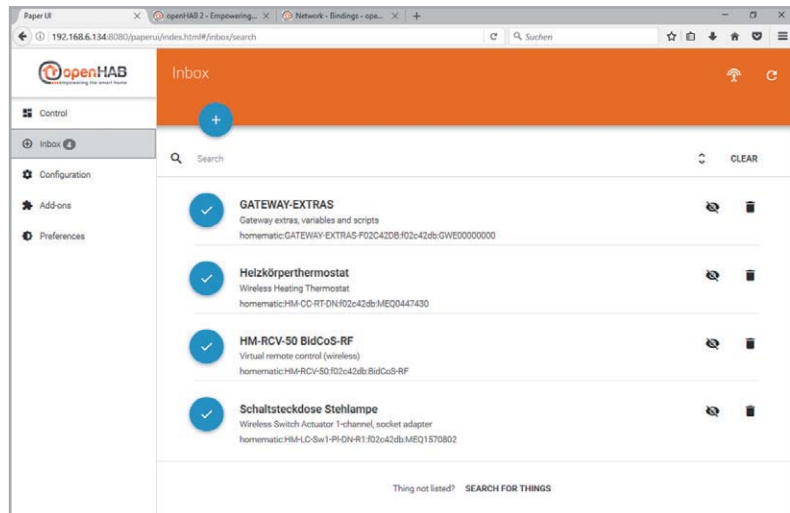 Paper UI
openHAB 2 - Empowering...
Network - Bindings - ope...
192.168.6.134:8080/paperui/index.html#/inbox/search
Suchen
openHAB
empowering the smart home
Inbox
Control
Inbox 4
Configuration
Add-ons
Preferences
Search
CLEAR
GATEWAY-EXTRAS
Gateway extras, variables and scripts
homematic:GATEWAY-EXTRAS-F02C42DB:f02c42db:GWE00000000
Heizkörperthermostat
Wireless Heating Thermostat
homematic:HM-CC-RT-DN:f02c42db:MEQ0447430
HM-RCV-50 BidCoS-RF
Virtual remote control (wireless)
homematic:HM-RCV-50:f02c42db:BidCoS-RF
Schaltsteckdose Stehlampe
Wireless Switch Actuator 1-channel, socket adapter
homematic:HM-LC-Sw1-Pl-DN-R1:f02c42db:MEQ1570802
Thing not listed? SEARCH FOR THINGS